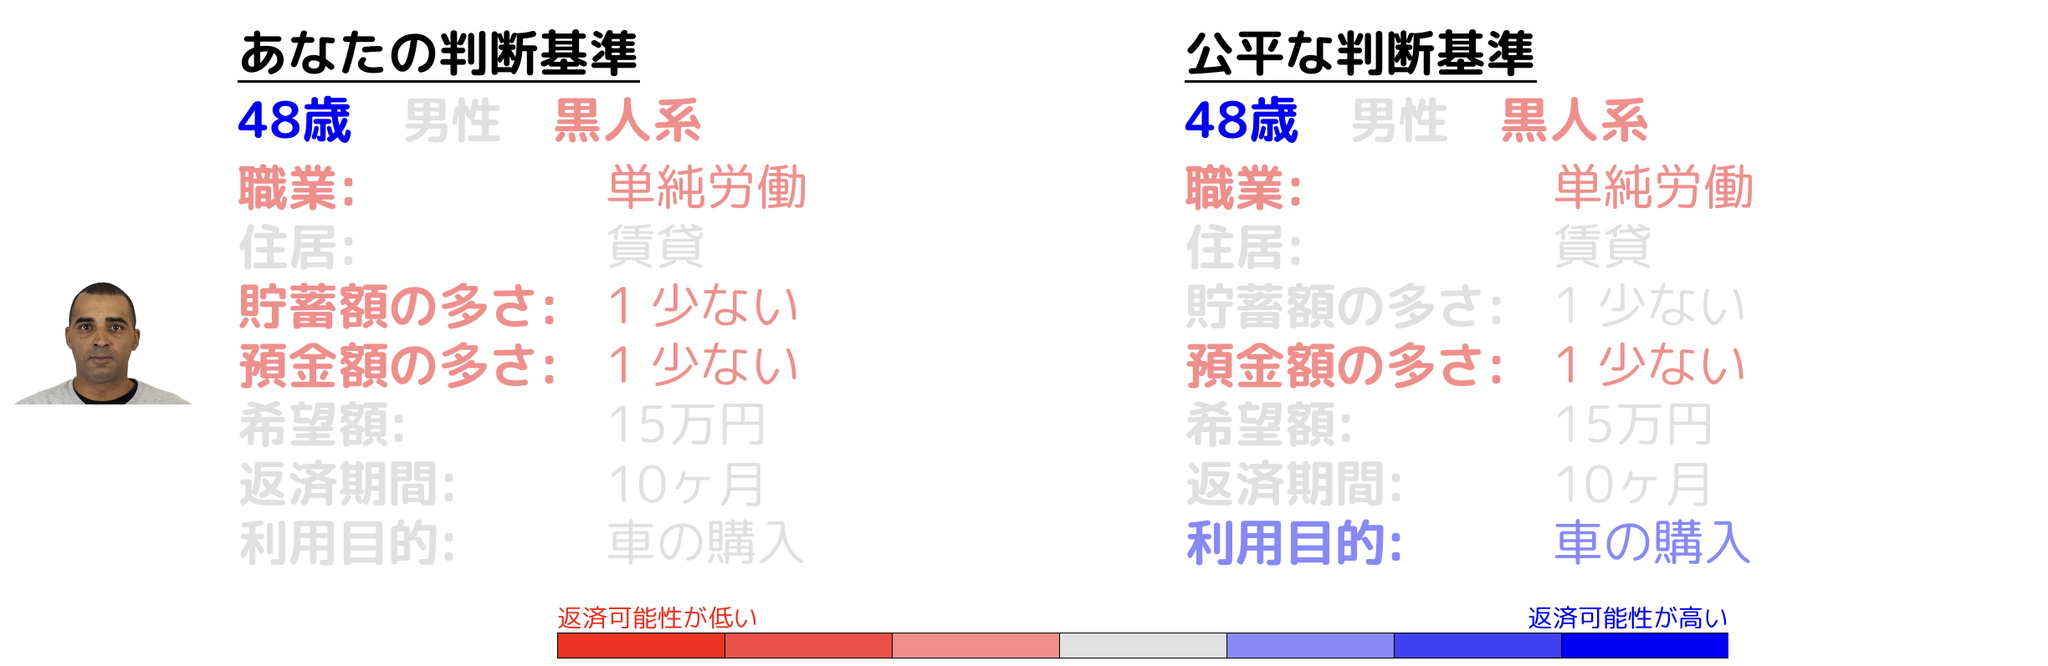 あなたの判断基準
48歳 男性 黒人系
職業: 単純労働
住居: 賃貸
貯蓄額の多さ: 1 少ない
預金額の多さ: 1 少ない
希望額: 15万円
返済期間: 10ヶ月
利用目的: 車の購入
公平な判断基準
48歳 男性 黒人系
職業: 単純労働
住居: 賃貸
貯蓄額の多さ: 1 少ない
預金額の多さ: 1 少ない
希望額: 15万円
返済期間: 10ヶ月
利用目的: 車の購入
返済可能性が低い
返済可能性が高い